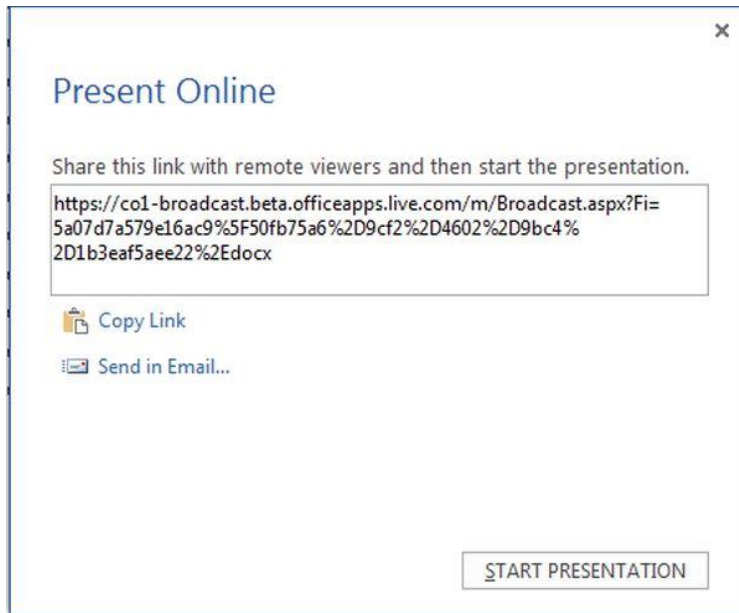 Present Online
Share this link with remote viewers and then start the presentation.
https://co1-broadcast.beta.officeapps.live.com/m/Broadcast.aspx?Fi=
5a07d7a579e16ac9%5F50fb75a6%2D9cf2%2D4602%2D9bc4%
2D1b3eaf5aee22%2Edocx
Copy Link
Send in Email...
START PRESENTATION